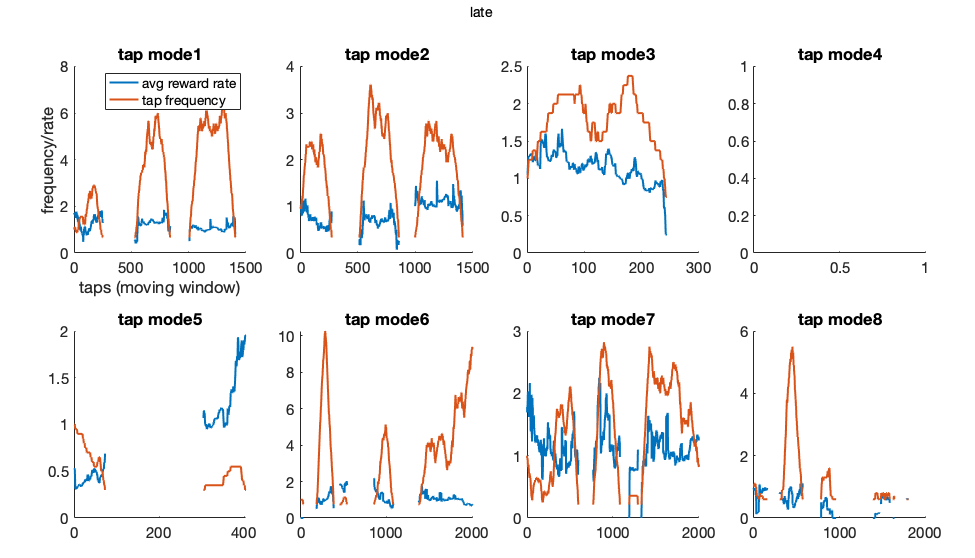 late
tap mode1 tap mode2 tap mode3 tap mode4
avg reward rate
tap frequency
frequency/rate
8
6
4
2
0
0 500 1000 1500
taps (moving window)
4
3
2
1
0
0 500 1000 1500
2.5
2
1.5
1
0.5
0
0 100 200 300
1
0.8
0.6
0.4
0.2
0
0 0.5 1
tap mode5 tap mode6 tap mode7 tap mode8
2
1.5
1
0.5
0
0 200 400
10
8
6
4
2
0
0 1000 2000
3
2
1
0
0 1000 2000
6
4
2
0
0 1000 2000